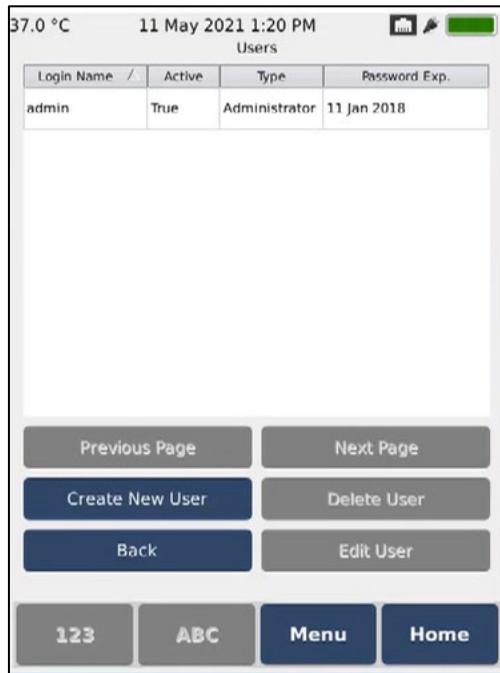 37.0 °C 11 May 2021 1:20 PM
Users
Login Name Active Type Password Exp.
admin True Administrator 11 Jan 2018
Previous Page Next Page
Create New User Delete User
Back Edit User
123 ABC Menu Home